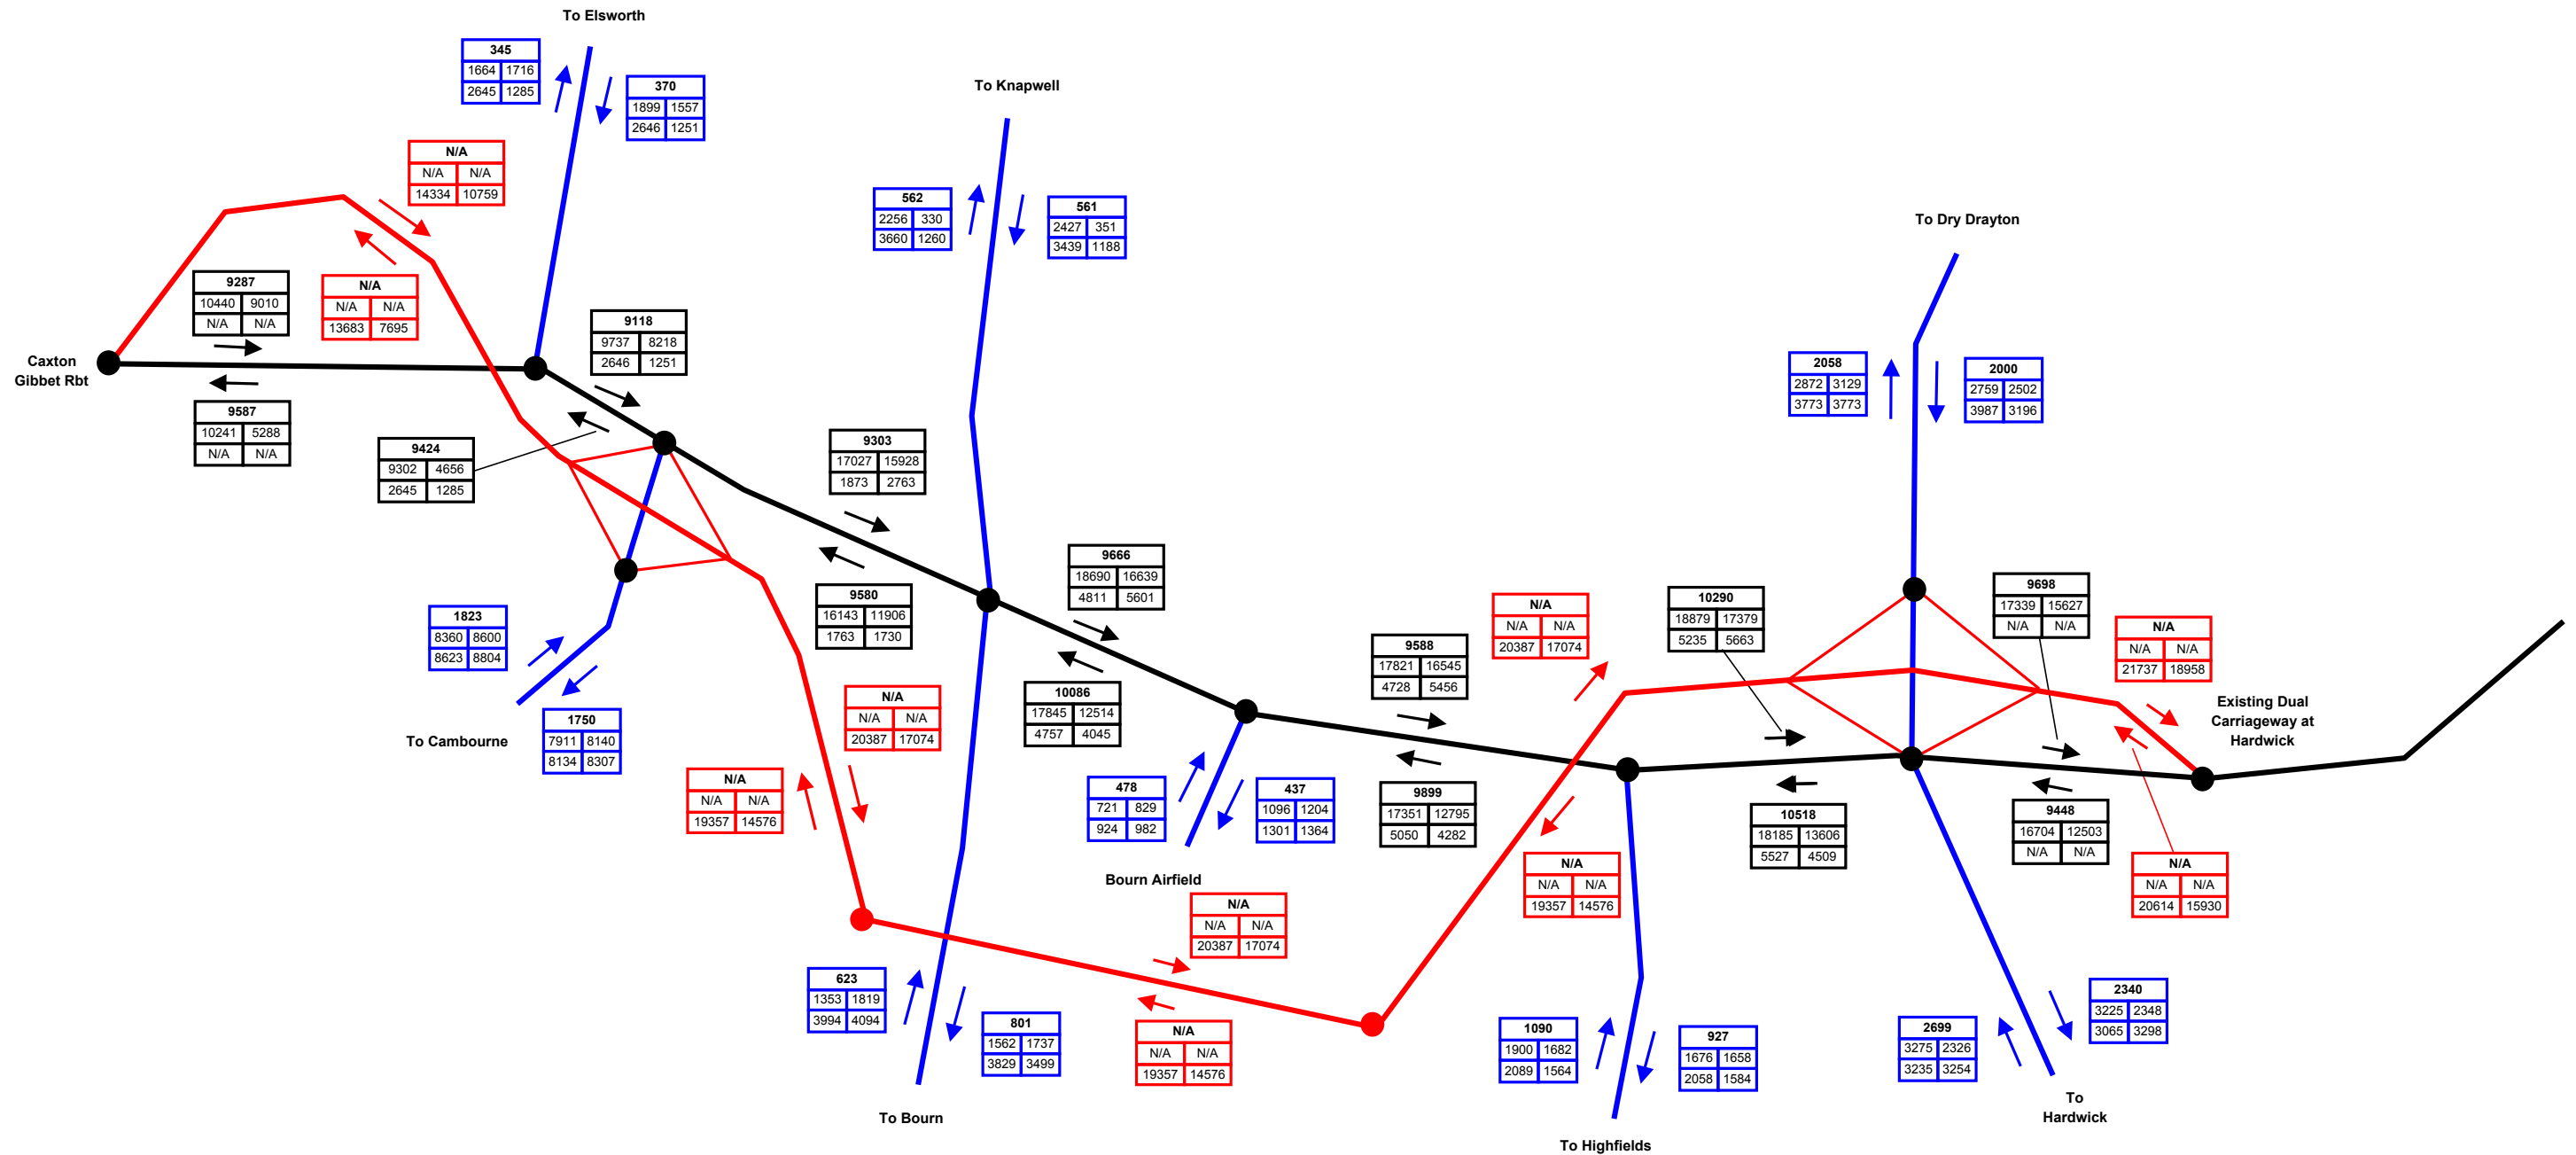 To Elsworth
345
1664 1716
2645 1285
370
1899 1557
2646 1251
To Knapwell
N/A
N/A N/A
14334 10759
562
2256 330
3660 1260
561
2427 351
3439 1188
To Dry Drayton
9287
10440 9010
N/A N/A
N/A
N/A N/A
13683 7695
9118
9737 8218
2646 1251
Caxton
Gibbet Rbt
2058
2872 3129
3773 3773
2000
2759 2502
3987 3196
9587
10241 5288
N/A N/A
9424
9302 4656
2645 1285
9303
17027 15928
1873 2763
9666
18690 16639
4811 5601
9580
16143 11906
1763 1730
10290
18879 17379
5235 5663
9698
17339 15627
N/A N/A
N/A
N/A N/A
20387 17074
1823
8360 8600
8623 8804
N/A
N/A N/A
21737 18958
9588
17821 16545
4728 5456
Existing Dual
Carriageway at
Hardwick
10086
17845 12514
4757 4045
N/A
N/A N/A
20387 17074
1750
7911 8140
8134 8307
To Cambourne
N/A
N/A N/A
19357 14576
478
721 829
924 982
437
1096 1204
1301 1364
9899
17351 12795
5050 4282
10518
18185 13606
5527 4509
9448
16704 12503
N/A N/A
Bourn Airfield
N/A
N/A N/A
19357 14576
N/A
N/A N/A
20614 15930
N/A
N/A N/A
20387 17074
623
1353 1819
3994 4094
801
1562 1737
3829 3499
N/A
N/A N/A
19357 14576
1090
1900 1682
2089 1564
927
1676 1658
2058 1584
2699
3275 2326
3235 3254
2340
3225 2348
3065 3298
To Bourn
To Highfields
To
Hardwick